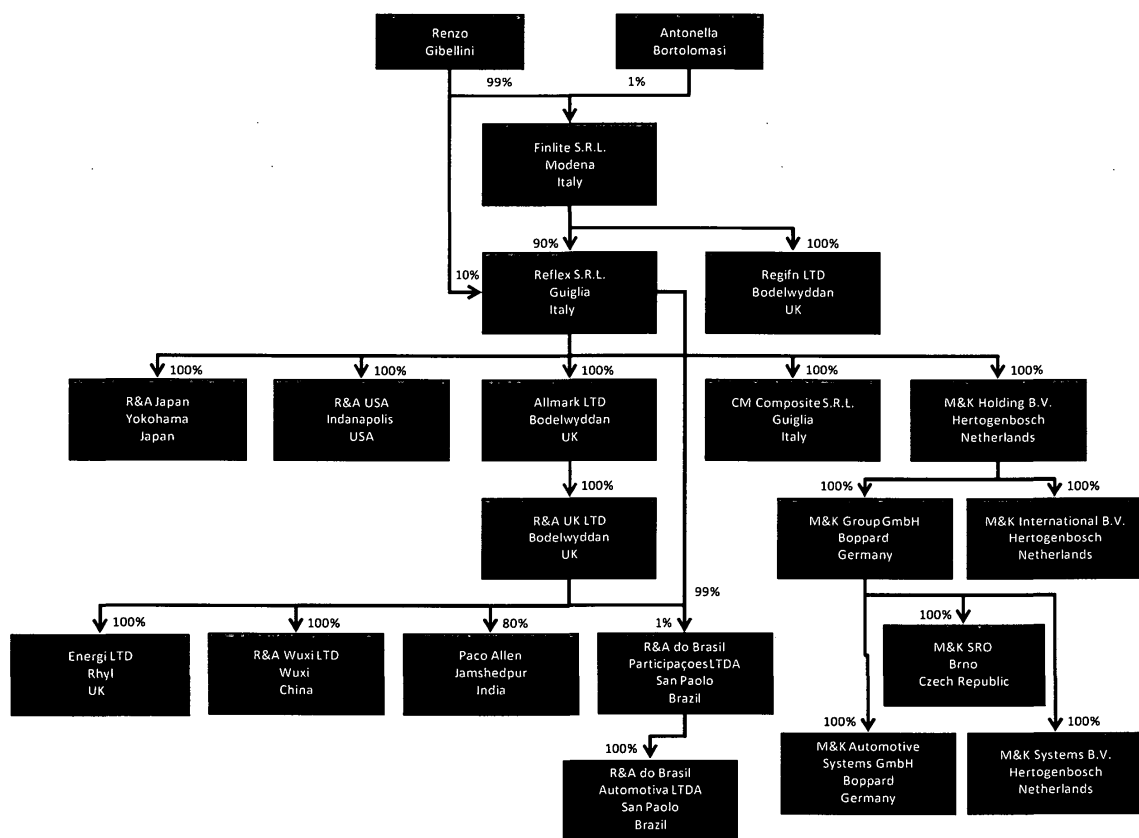 Renzo
Gibellini
Antonella
Bortolomasi
99%
1%
Finlite S.R.L.
Modena
Italy
90%
100%
10%
Reflex S.R.L.
Guiglia
Italy
Regifn LTD
Bodelwyddan
UK
100%
100%
100%
100%
100%
R&A Japan
Yokohama
Japan
R&A USA
Indanapolis
USA
Allmark LTD
Bodelwyddan
UK
CM Composite S.R.L.
Guiglia
Italy
M&K Holding B.V.
Hertogenbosch
Netherlands
100%
100%
100%
R&A UK LTD
Bodelwyddan
UK
M&K Group GmbH
Boppard
Germany
M&K International B.V.
Hertogenbosch
Netherlands
99%
100%
100%
80%
1%
100%
Energi LTD
Rhyl
UK
R&A Wuxi LTD
Wuxi
China
Paco Allen
Jamshedpur
India
R&A do Brasil
Participaçoes LTDA
San Paolo
Brazil
M&K SRO
Brno
Czech Republic
100%
100%
100%
R&A do Brasil
Automotiva LTDA
San Paolo
Brazil
M&K Automotive
Systems GmbH
Boppard
Germany
M&K Systems B.V.
Hertogenbosch
Netherlands